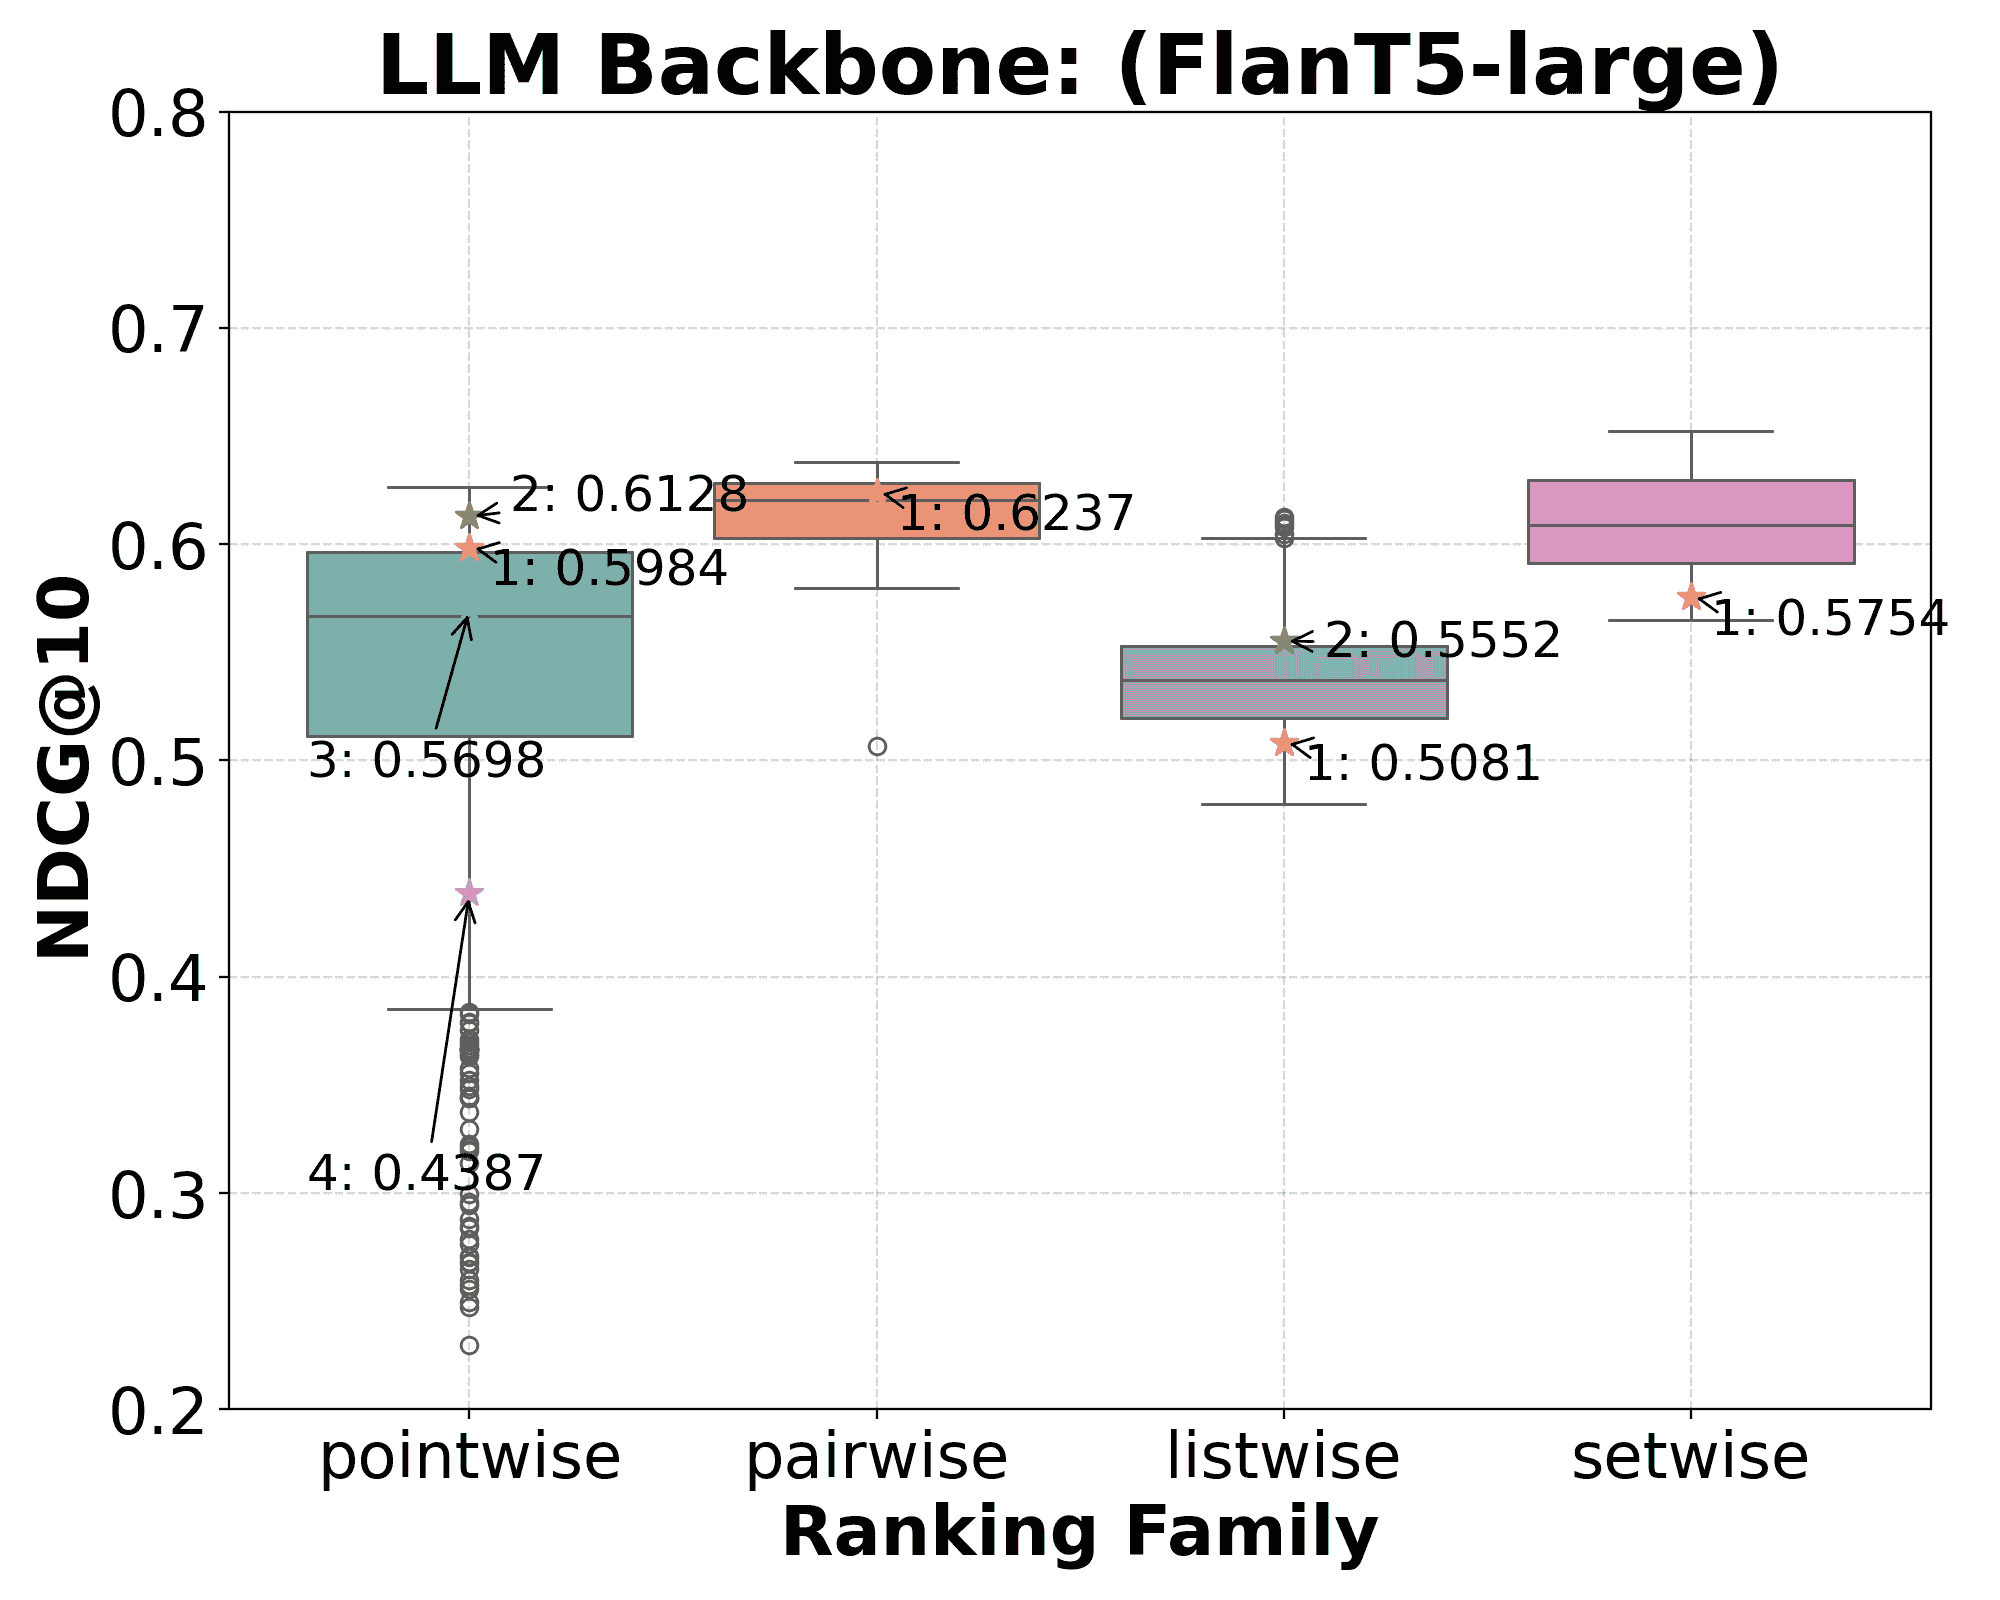 LLM Backbone: (FlanT5-large)
0.8
0.7
0.6
0.5
0.4
0.3
0.2
NDCG@10
2: 0.6128
1: 0.5984
3: 0.5698
4: 0.4387
1: 0.6237
2: 0.5552
1: 0.5081
1: 0.5754
pointwise
pairwise
listwise
setwise
Ranking Family